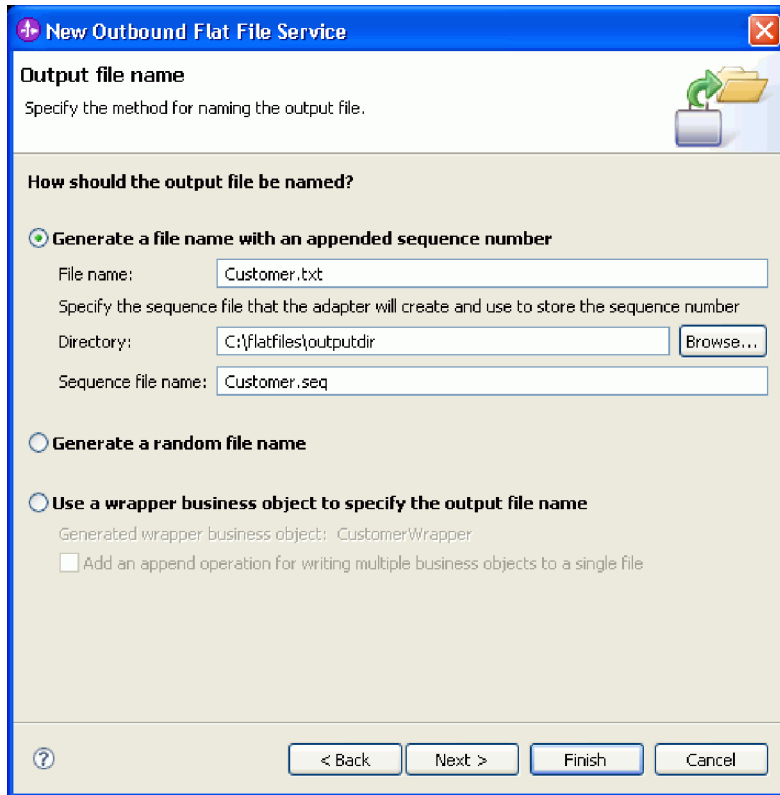 New Outbound Flat File Service
Output file name
Specify the method for naming the output file.
How should the output file be named?
Generate a file name with an appended sequence number
File name: Customer.txt
Specify the sequence file that the adapter will create and use to store the sequence number
Directory: C:\flatfiles\outputdir Browse...
Sequence file name: Customer.seq
Generate a random file name
Use a wrapper business object to specify the output file name
Generated wrapper business object: CustomerWrapper
Add an append operation for writing multiple business objects to a single file
? < Back Next > Finish Cancel